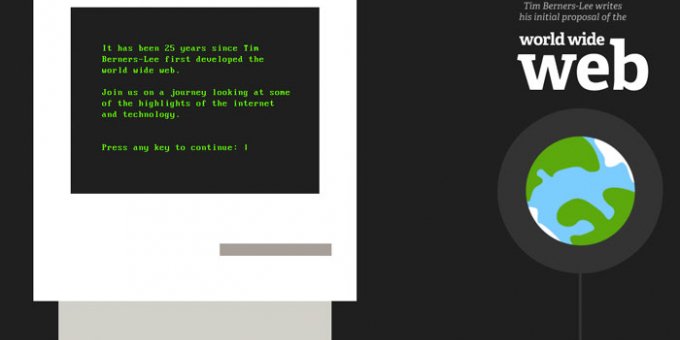 It has been 25 years since Tim
Berners-Lee first developed the
world wide web.
Join us on a journey looking at some
of the highlights of the internet
and technology.
Press any key to continue: |
Tim Berners-Lee writes
his initial proposal of the
world wide
web